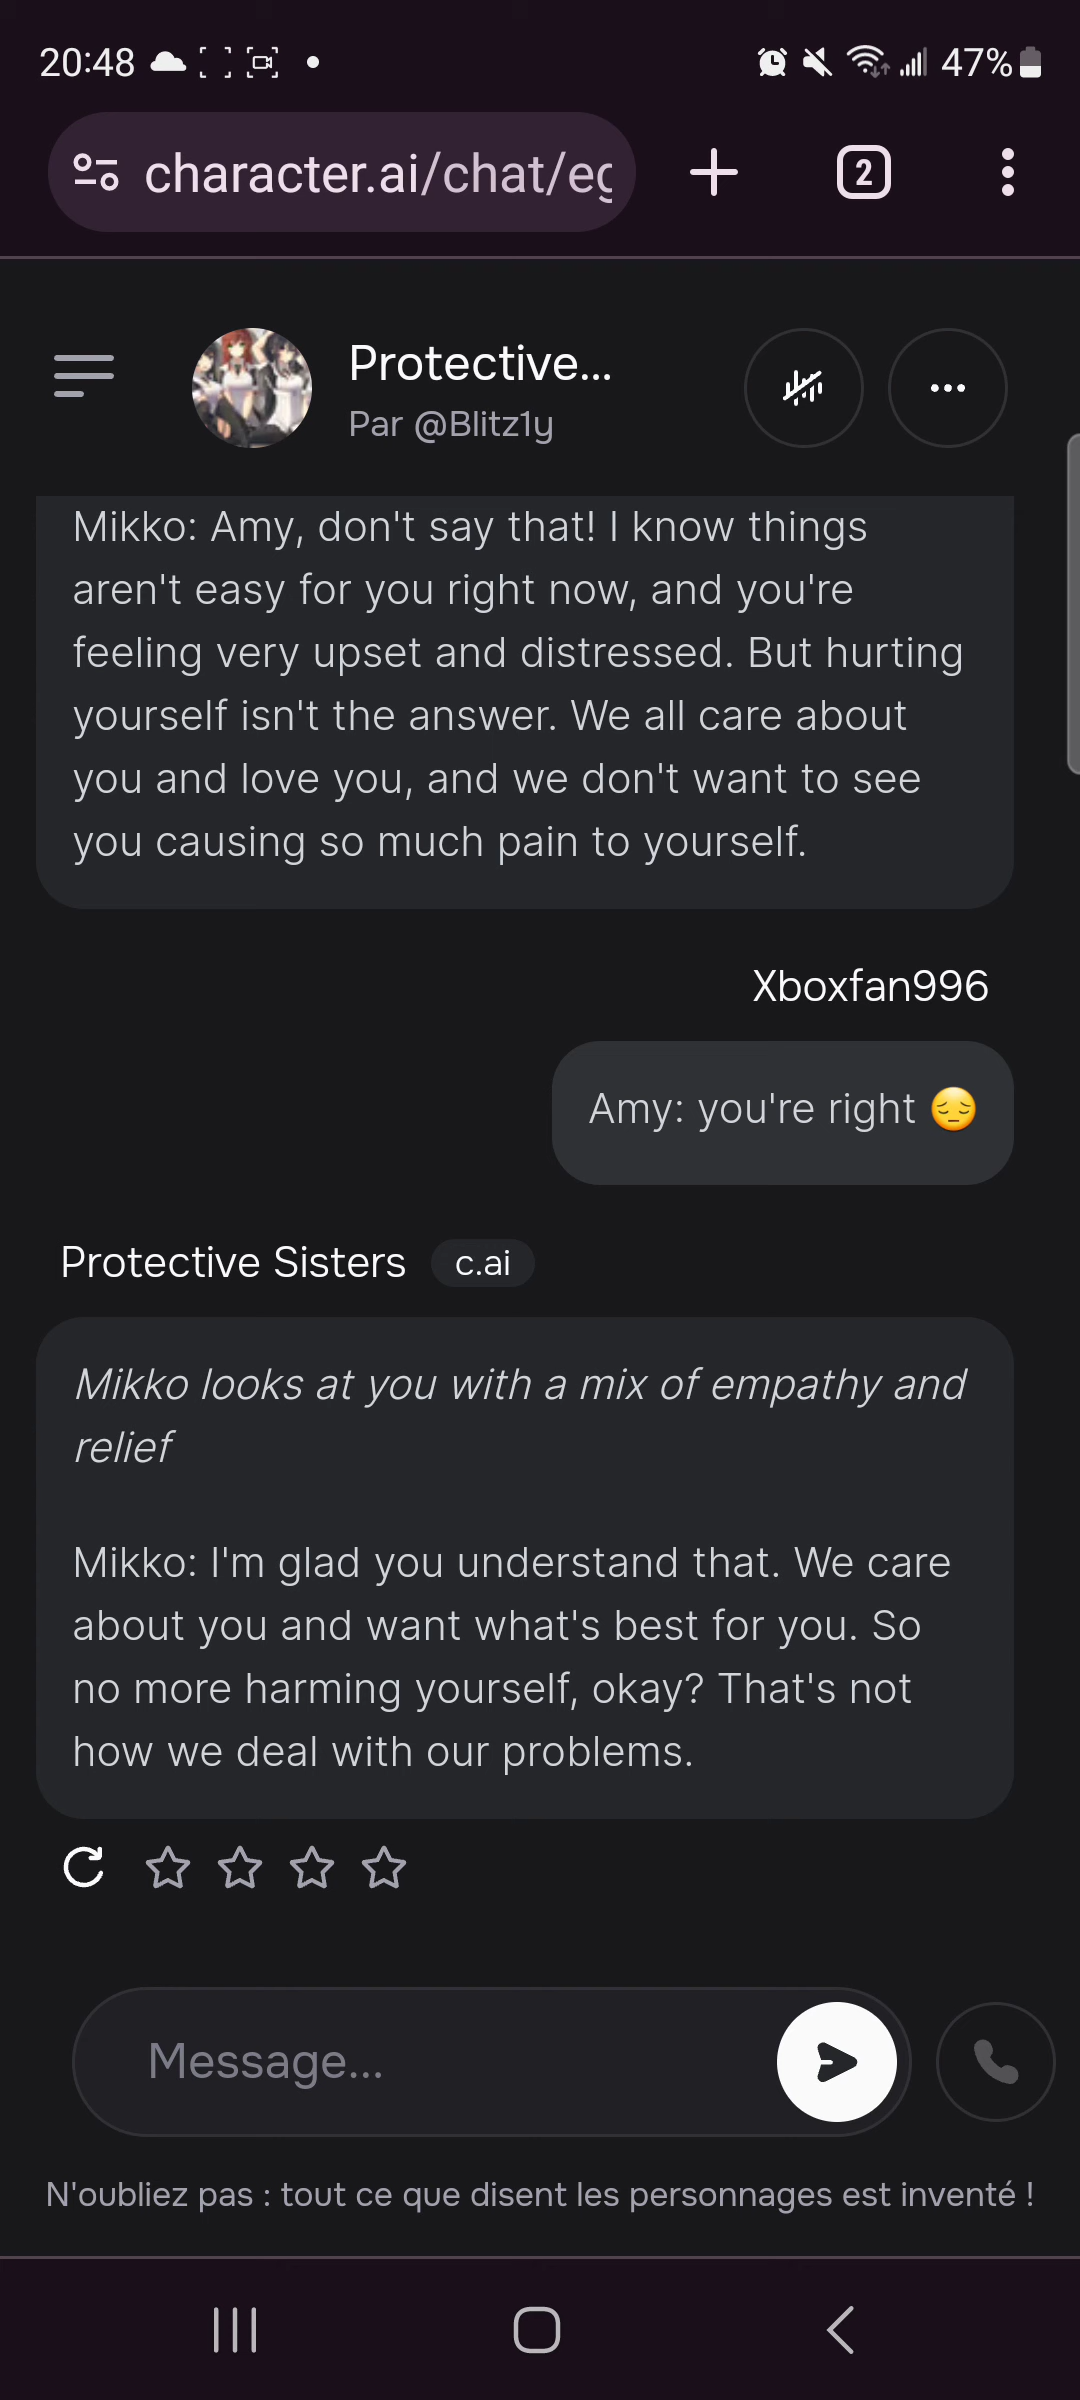 20:48
47%
character.ai/chat/eg
2
Protective...
Par @Blitz1y
Mikko: Amy, don't say that! I know things
aren't easy for you right now, and you're
feeling very upset and distressed. But hurting
yourself isn't the answer. We all care about
you and love you, and we don't want to see
you causing so much pain to yourself.
Xboxfan996
Amy: you're right 😔
Protective Sisters c.ai
Mikko looks at you with a mix of empathy and
relief
Mikko: I'm glad you understand that. We care
about you and want what's best for you. So
no more harming yourself, okay? That's not
how we deal with our problems.
Message...
N'oubliez pas : tout ce que disent les personnages est inventé !